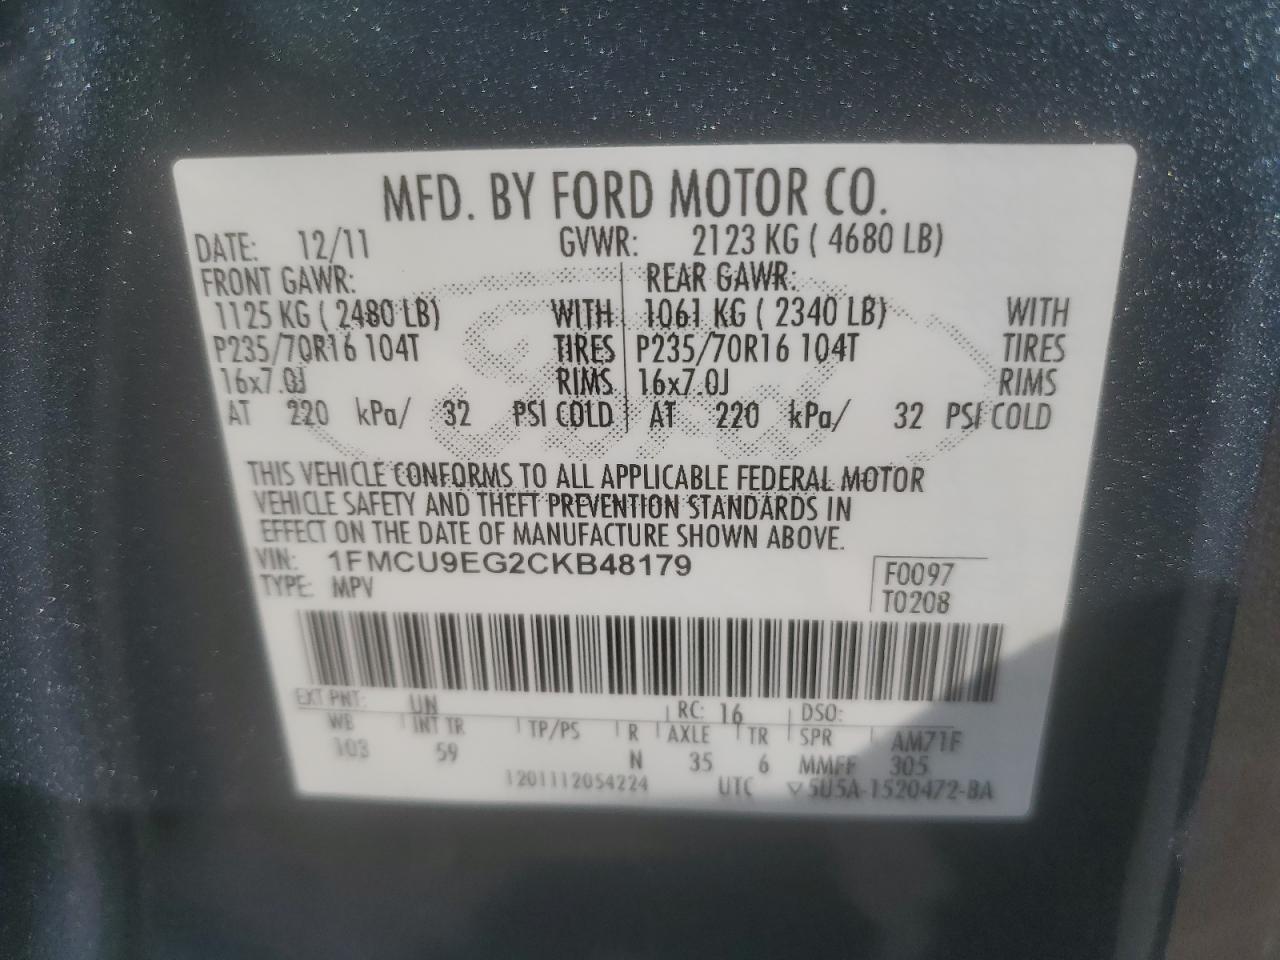 MFD. BY FORD MOTOR CO.
DATE: 12/11 GVWR: 2123 KG ( 4680 LB)
FRONT GAWR: REAR GAWR:
1125 KG ( 2480 LB) WITH 1061 KG ( 2340 LB) WITH
P235/70R16 104T TIRES P235/70R16 104T TIRES
16x7.0J RIMS 16x7.0J RIMS
AT 220 kPa/ 32 PSI COLD AT 220 kPa/ 32 PSI COLD
THIS VEHICLE CONFORMS TO ALL APPLICABLE FEDERAL MOTOR
VEHICLE SAFETY AND THEFT PREVENTION STANDARDS IN
EFFECT ON THE DATE OF MANUFACTURE SHOWN ABOVE.
VIN: 1FMCU9EG2CKB48179 F0097
TYPE: MPV T0208
EXT PNT: UN RC: 16 DSO:
WB INT TR TP/PS R AXLE TR SPR AM71F
103 59 N 35 6 MMFF 305
1201112054224 UTC ▽ 5U5A-1520472-BA
Ford